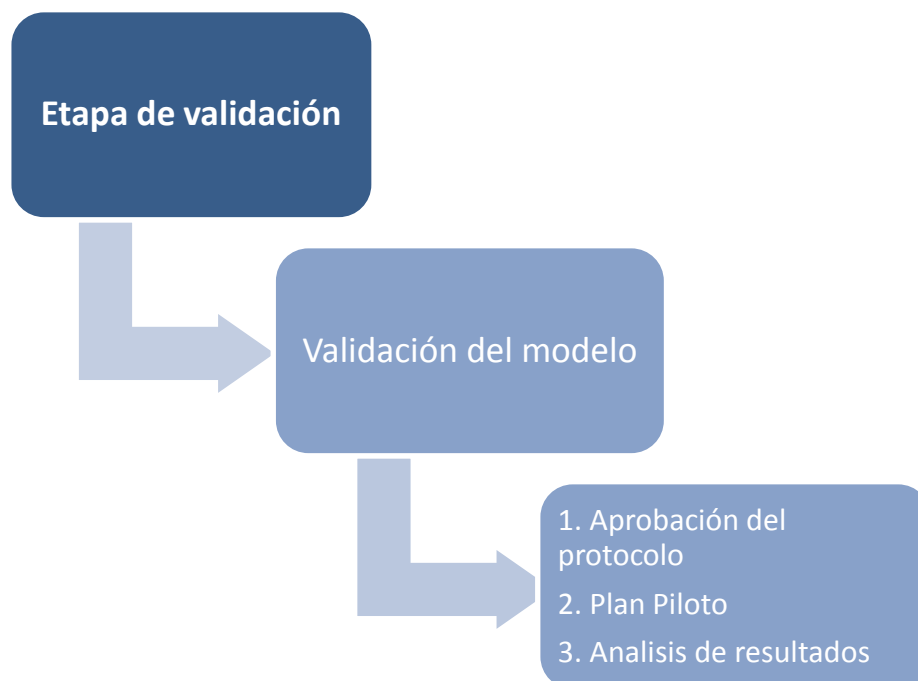 Etapa de validación
Validación del modelo
1. Aprobación del
protocolo
2. Plan Piloto
3. Analisis de resultados